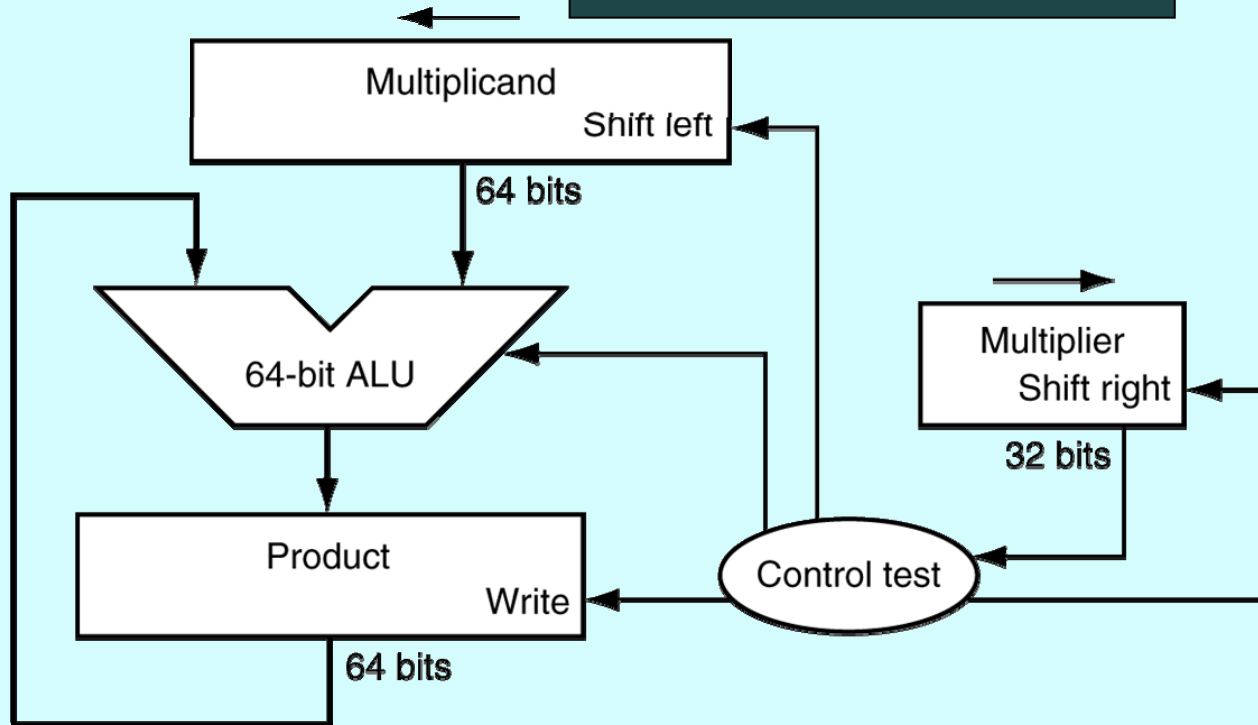 Multiplicand
Shift left
64 bits
64-bit ALU
Multiplier
Shift right
32 bits
Product
Write
Control test
64 bits